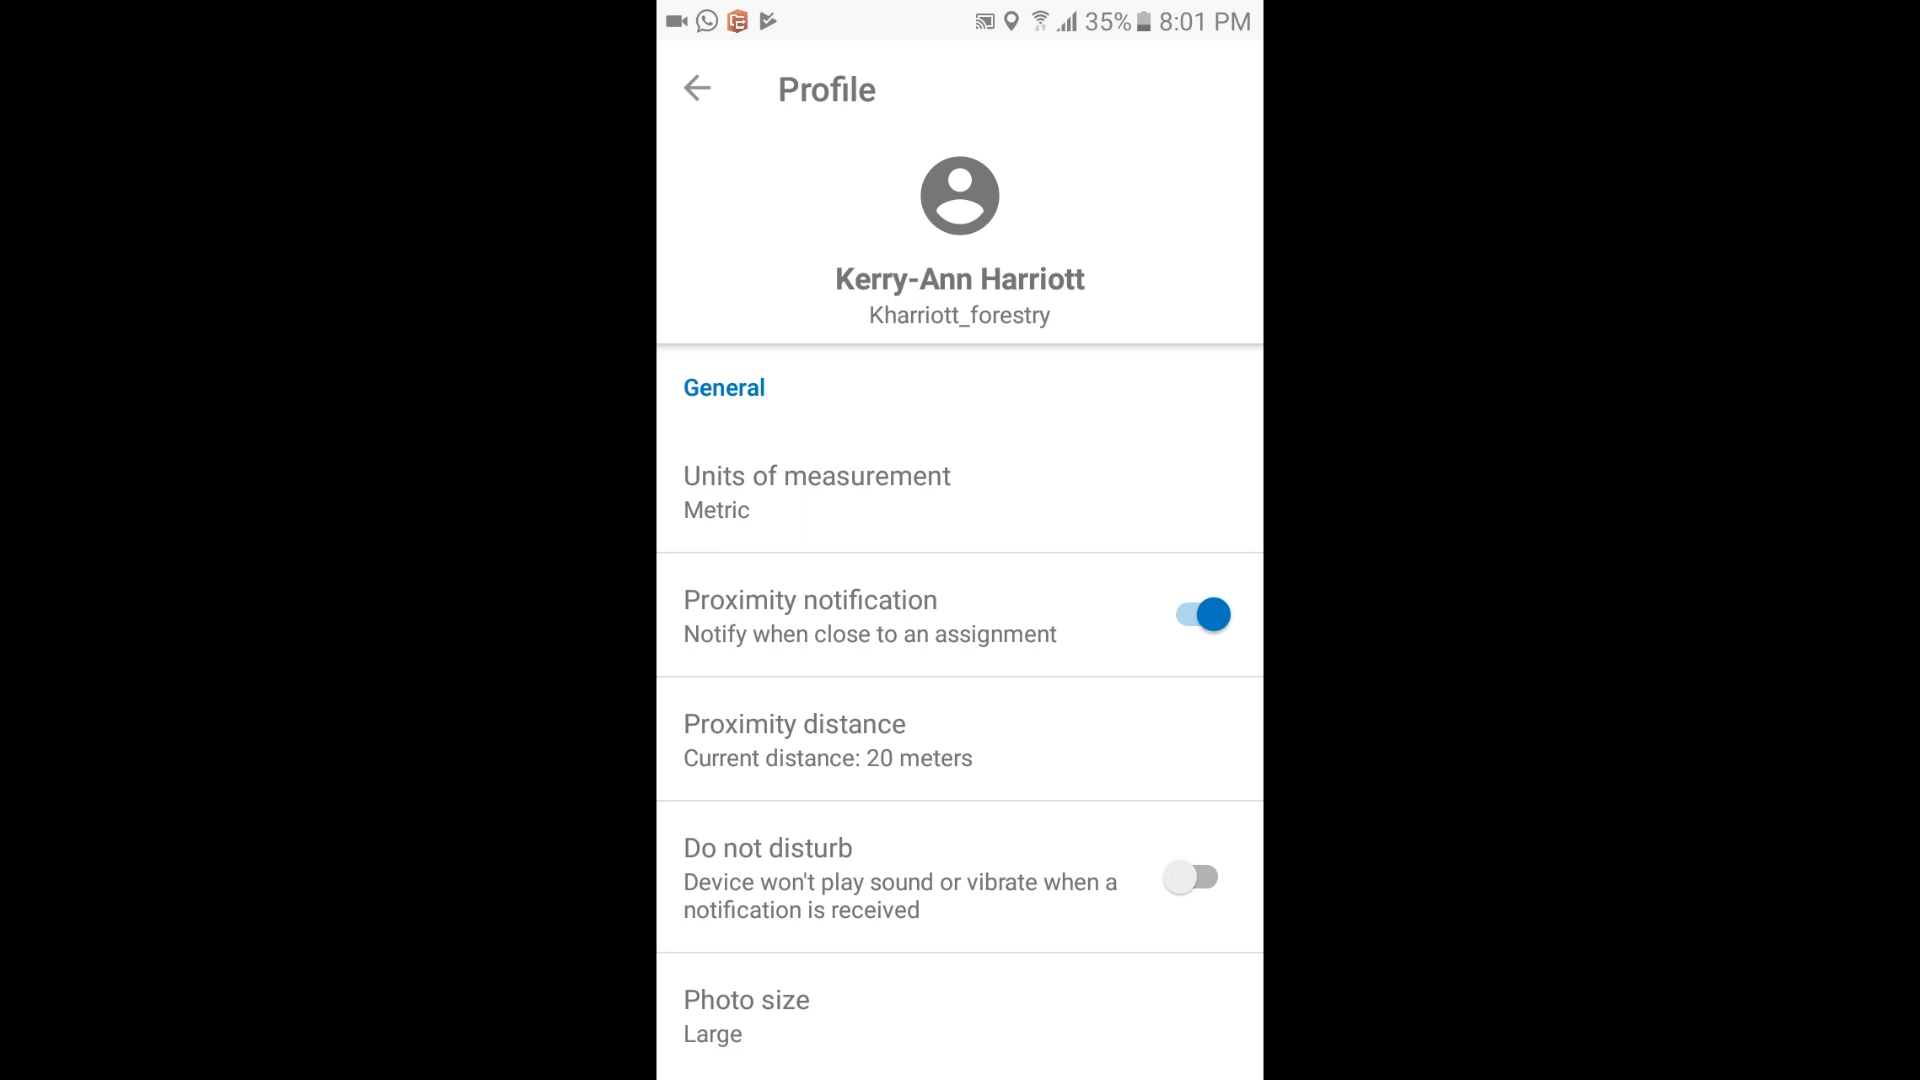 35% 8:01 PM
Profile
Kerry-Ann Harriott
Kharriott_forestry
General
Units of measurement
Metric
Proximity notification
Notify when close to an assignment
Proximity distance
Current distance: 20 meters
Do not disturb
Device won't play sound or vibrate when a
notification is received
Photo size
Large